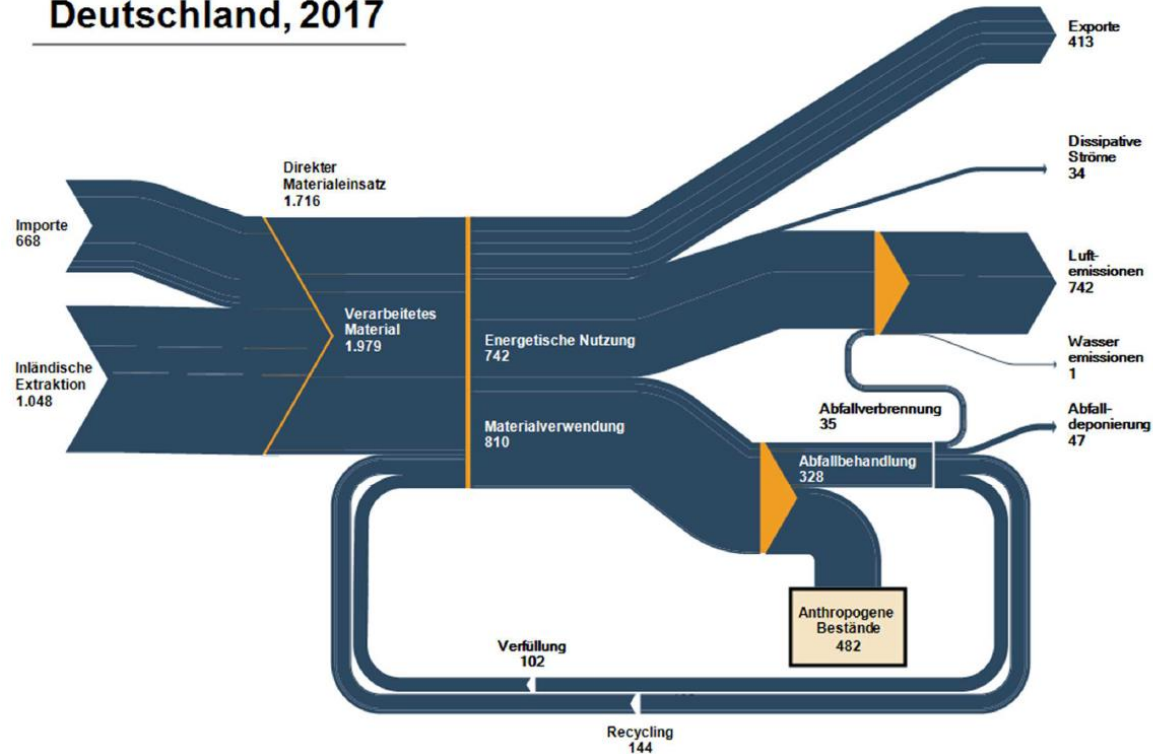 Deutschland, 2017
Exporte
413
Dissipative
Ströme
34
Direkter
Materialeinsatz
1.716
Importe
668
Luft-
emissionen
742
Verarbeitetes
Material
1.979
Energetische Nutzung
742
Wasser
emissionen
1
Inländische
Extraktion
1.048
Abfallverbrennung
35
Abfall-
deponierung
47
Materialverwendung
810
Abfallbehandlung
328
Anthropogene
Bestände
482
Verfüllung
102
Recycling
144